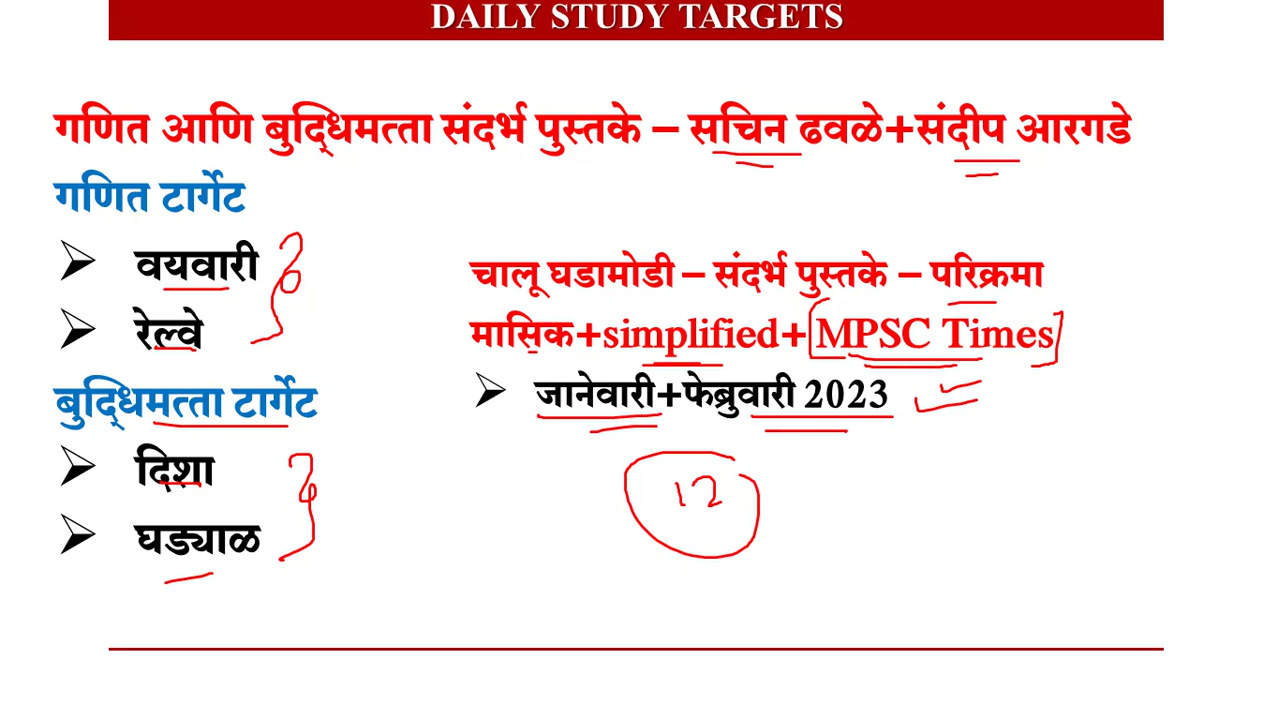 DAILY STUDY TARGETS
गणित आणि बुद्धिमत्ता संदर्भ पुस्तके – सचिन ढवळे+संदीप आरगडे
गणित टार्गेट
वयवारी
रेल्वे
बुद्धिमत्ता टार्गेट
दिशा
घड्याळ
चालू घडामोडी – संदर्भ पुस्तके – परिक्रमा
मासिक+simplified+MPSC Times
जानेवारी+फेब्रुवारी 2023
12